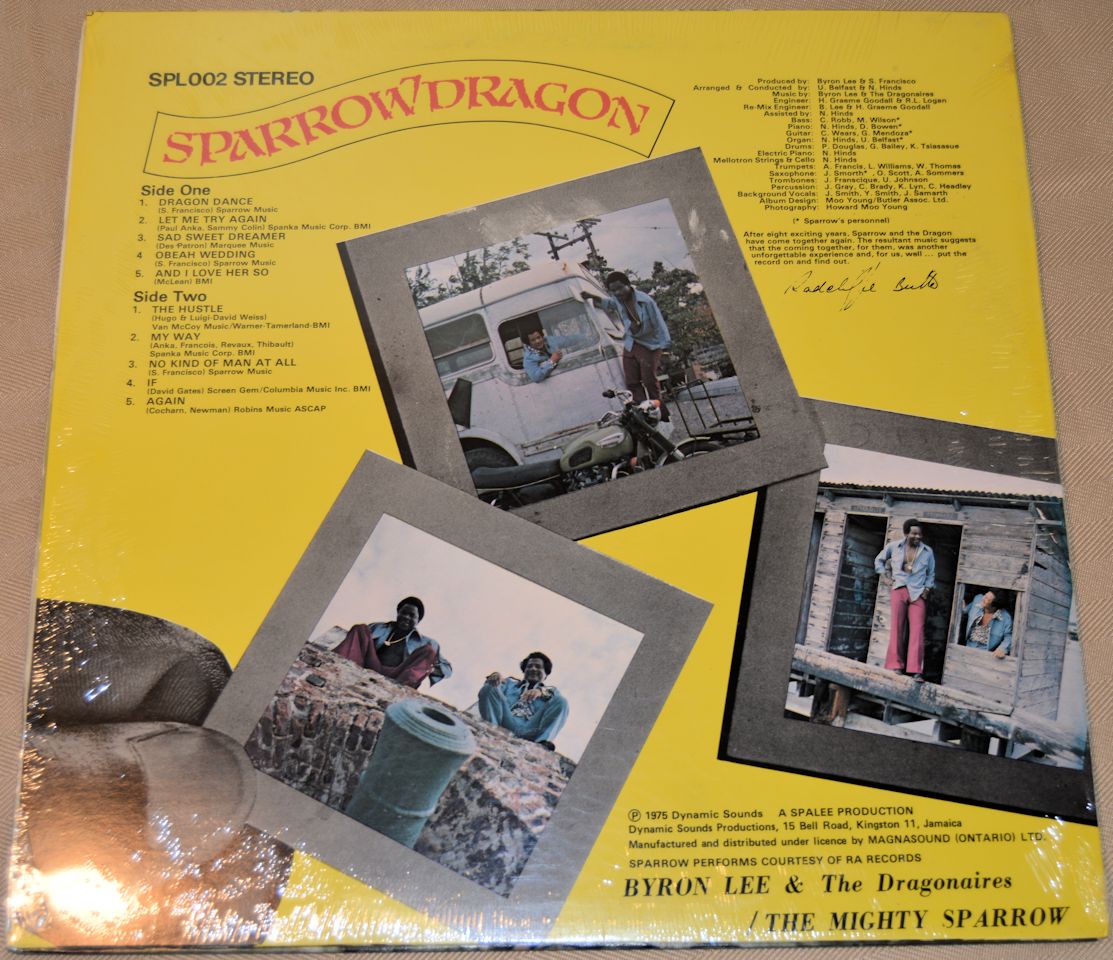 SPL002 STEREO
SPARROW DRAGON
Side One
1. DRAGON DANCE
(S. Francisco) Sparrow Music
2. LET ME TRY AGAIN
(Paul Anka, Sammy Colin) Spanka Music Corp. BMI
3. SAD SWEET DREAMER
(Des-Patron) Marquee Music
4 OBEAH WEDDING
(S. Francisco) Sparrow Music
5. AND I LOVE HER SO
(McLean) BMI
Side Two
1. THE HUSTLE
(Hugo & Luigi-David Weiss)
Van McCoy Music/Warner-Tamerland-BMI
2. MY WAY
(Anka, Francois, Revaux, Thibault)
Spanka Music Corp. BMI
3. NO KIND OF MAN AT ALL
(S. Francisco) Sparrow Music
4. IF
(David Gates) Screen Gem/Columbia Music Inc. BMI
5. AGAIN
(Cocharn, Newman) Robins Music ASCAP
Produced by: Byron Lee & S. Francisco
Arranged & Conducted by: U. Belfast & N. Hinds
Music by: Byron Lee & The Dragonaires
Engineer: H. Graeme Goodall & R.L. Logan
Re-Mix Engineer: B. Lee & H. Graeme Goodall
Assisted by: N. Hinds
Bass: C. Robb, M. Wilson*
Piano: N. Hinds, D. Bowen*
Guitar: C. Wears, G. Mendoza*
Organ: N. Hinds, U. Belfast*
Drums: P. Douglas, G. Bailey, K. Tsiasasue
Electric Piano: N. Hinds
Mellotron Strings & Cello N. Hinds
Trumpets: A. Francis, L. Williams, W. Thomas
Saxophone: J. Smorth*, O. Scott, A. Sommers
Trombones: J. Franscique, U. Johnson
Percussion: J. Gray, C. Brady, K. Lyn, C. Headley
Background Vocals: J. Smith, Y. Smith, J. Samarth
Album Design: Moo Young/Butler Assoc. Ltd.
Photography: Howard Moo Young
(* Sparrow's personnel)
After eight exciting years, Sparrow and the Dragon
have come together again. The resultant music suggests
that the coming together, for them, was another
unforgettable experience and, for us, well ... put the
record on and find out.
Radcliffe Butler
Ⓟ 1975 Dynamic Sounds A SPALEE PRODUCTION
Dynamic Sounds Productions, 15 Bell Road, Kingston 11, Jamaica
Manufactured and distributed under licence by MAGNASOUND (ONTARIO) LTD.
SPARROW PERFORMS COURTESY OF RA RECORDS
BYRON LEE & The Dragonaires
/ THE MIGHTY SPARROW